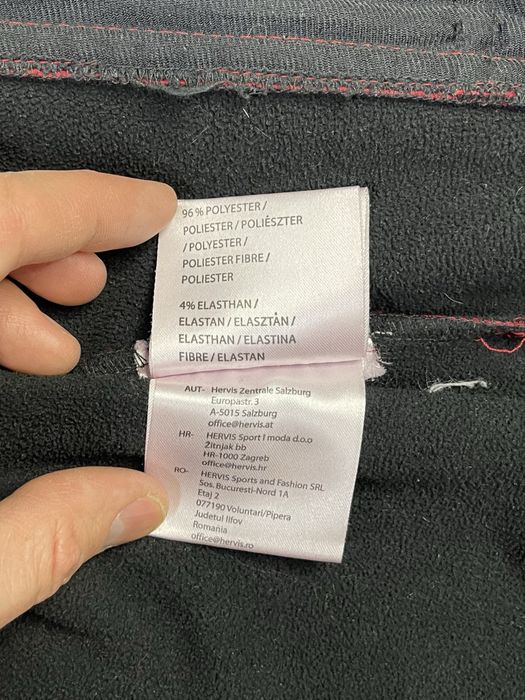 96 % POLYESTER /
POLIESTER / POLIÉSZTER
/ POLYESTER /
POLIESTER FIBRE /
POLIESTER
4% ELASTHAN /
ELASTAN / ELASZTÁN /
ELASTHAN / ELASTINA
FIBRE / ELASTAN
AUT- Hervis Zentrale Salzburg
Europastr. 3
A-5015 Salzburg
office@hervis.at
HR- HERVIS Sport I moda d.o.o
Žitnjak bb
HR-1000 Zagreb
office@hervis.hr
RO- HERVIS Sports and Fashion SRL
Sos. Bucuresti-Nord 1A
Etaj 2
077190 Voluntari/Pipera
Judetul Ilfov
Romania
office@hervis.ro